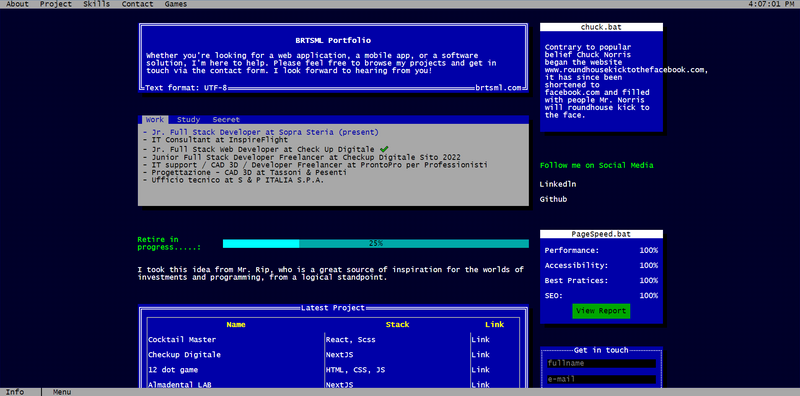 About Project Skills Contact Games 4:07:01 PM
BRTSML Portfolio
Whether you're looking for a web application, a mobile app, or a software
solution, I'm here to help. Please feel free to browse my projects and get in
touch via the contact form. I look forward to hearing from you!
Text format: UTF-8 brtsml.com
Work Study Secret
- Jr. Full Stack Developer at Sopra Steria (present)
- IT Consultant at InspireFlight
- Jr. Full Stack Web Developer at Check Up Digitale ✔
- Junior Full Stack Developer Freelancer at Checkup Digitale Sito 2022
- IT support / CAD 3D / Developer Freelancer at ProntoPro per Professionisti
- Progettazione - CAD 3D at Tassoni & Pesenti
- Ufficio tecnico at S & P ITALIA S.P.A.
Retire in
progress.....:
25%
I took this idea from Mr. Rip, who is a great source of inspiration for the worlds of
investments and programming, from a logical standpoint.
Latest Project
Name Stack Link
Cocktail Master React, Scss Link
Checkup Digitale NextJS Link
12 dot game HTML, CSS, JS Link
Almadental LAB NextJS Link
chuck.bat
Contrary to popular
belief Chuck Norris
began the website
www.roundhousekicktothefacebook.com,
it has since been
shortened to
facebook.com and filled
with people Mr. Norris
will roundhouse kick to
the face.
Follow me on Social Media
Linkedln
Github
PageSpeed.bat
Performance: 100%
Accessibility: 100%
Best Pratices: 100%
SEO: 100%
View Report
Get in touch
fullname
e-mail
Info Menu